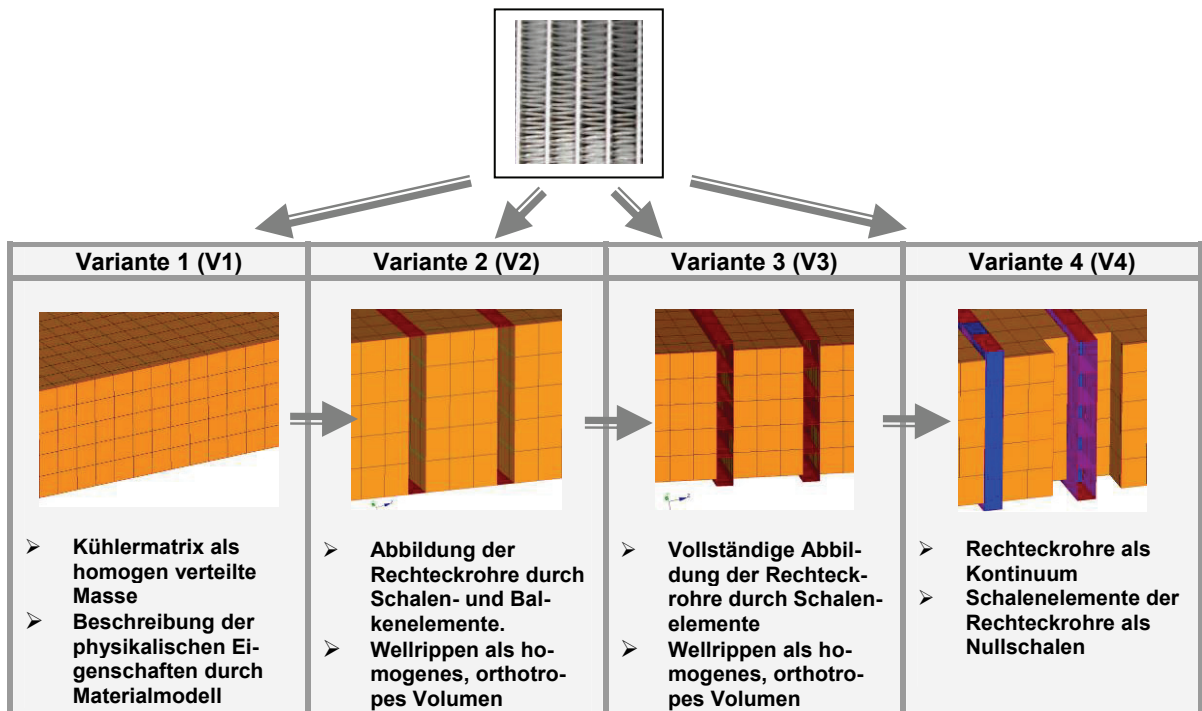 Variante 1 (V1)
Variante 2 (V2)
Variante 3 (V3)
Variante 4 (V4)
➢ Kühlermatrix als
homogen verteilte
Masse
➢ Beschreibung der
physikalischen Ei-
genschaften durch
Materialmodell
➢ Abbildung der
Rechteckrohre durch
Schalen- und Bal-
kenelemente.
➢ Wellrippen als ho-
mogenes, orthotro-
pes Volumen
➢ Vollständige Abbil-
dung der Rechteck-
rohre durch Schalen-
elemente
➢ Wellrippen als ho-
mogenes, orthotro-
pes Volumen
➢ Rechteckrohre als
Kontinuum
➢ Schalenelemente der
Rechteckrohre als
Nullschalen